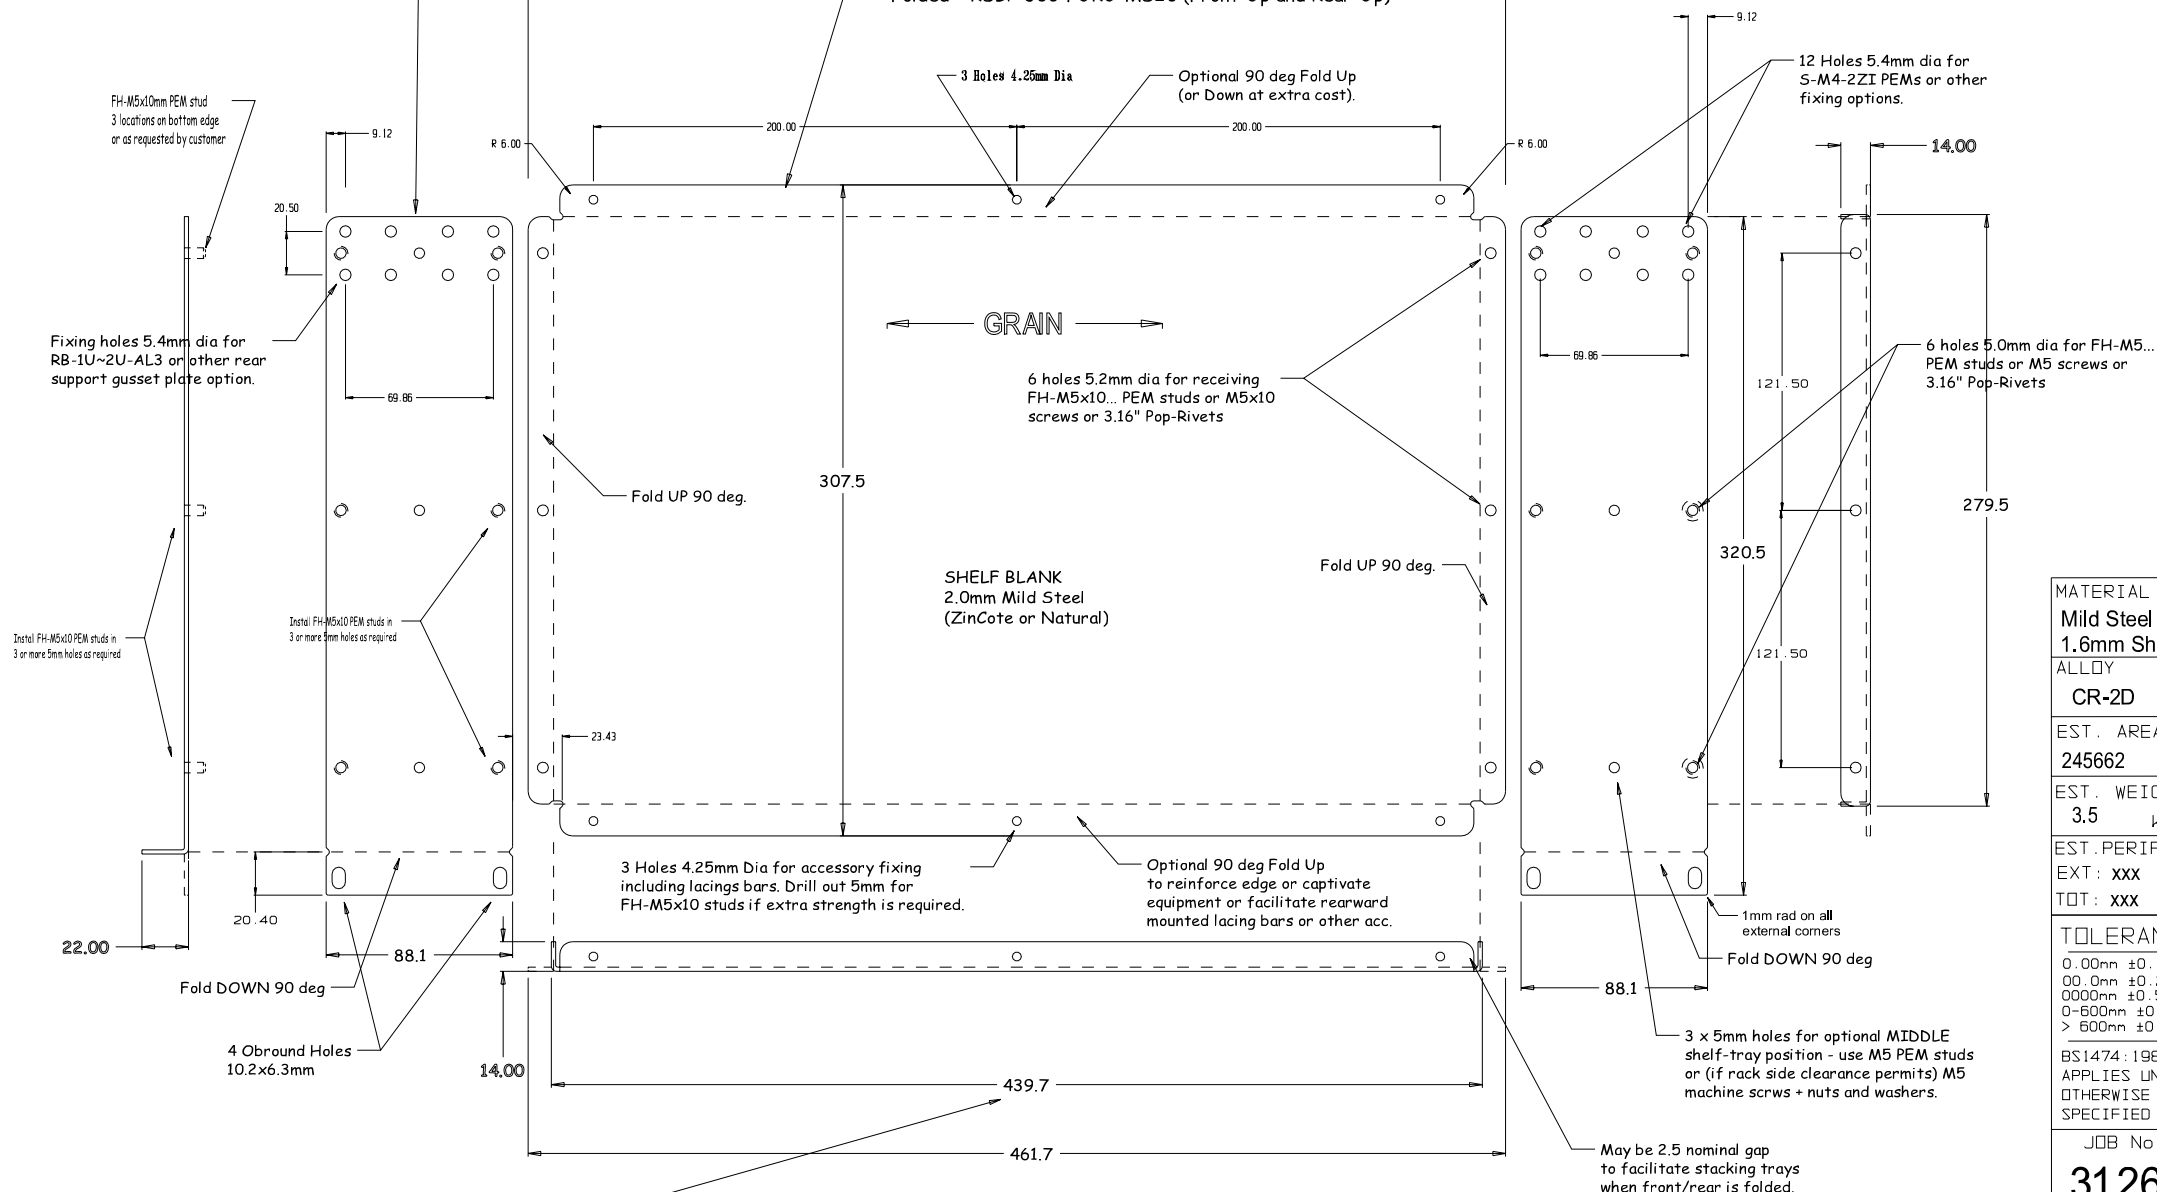 9.12
3 Holes 4.25mm Dia
Optional 90 deg Fold Up
(or Down at extra cost).
12 Holes 5.4mm dia for
S-M4-2ZI PEMs or other
fixing options.
FH-M5x10mm PEM stud
3 locations on bottom edge
or as requested by customer
9.12
200.00
200.00
R 6.00
R 6.00
14.00
20.50
GRAIN
Fixing holes 5.4mm dia for
RB-1U~2U-AL3 or other rear
support gusset plate option.
69.86
69.86
6 holes 5.2mm dia for receiving
FH-M5x10... PEM studs or M5x10
screws or 3.16" Pop-Rivets
6 holes 5.0mm dia for FH-M5...
PEM studs or M5 screws or
3.16" Pop-Rivets
121.50
307.5
Fold UP 90 deg.
279.5
320.5
Fold UP 90 deg.
SHELF BLANK
2.0mm Mild Steel
(ZinCote or Natural)
Instal FH-M5x10 PEM studs in
3 or more 5mm holes as required
Instal FH-M5x10 PEM studs in
3 or more 5mm holes as required
121.50
23.43
3 Holes 4.25mm Dia for accessory fixing
including lacings bars. Drill out 5mm for
FH-M5x10 studs if extra strength is required.
Optional 90 deg Fold Up
to reinforce edge or captivate
equipment or facilitate rearward
mounted lacing bars or other acc.
20.40
22.00
88.1
Fold DOWN 90 deg
4 Obround Holes
10.2x6.3mm
14.00
439.7
461.7
1mm rad on all
external corners
Fold DOWN 90 deg
88.1
3 x 5mm holes for optional MIDDLE
shelf-tray position - use M5 PEM studs
or (if rack side clearance permits) M5
machine scrws + nuts and washers.
May be 2.5 nominal gap
to facilitate stacking trays
when front/rear is folded.
MATERIAL
Mild Steel
1.6mm Sh
ALLOY
CR-2D
EST. AREA
245662
EST. WEI
3.5
EST.PERI
EXT: xxx
TOT: xxx
TOLERAN
0.00mm ±0.
00.0mm ±0.
0000mm ±0.
0-600mm ±0
> 600mm ±0
BS1474:198
APPLIES UN
OTHERWISE
SPECIFIED
JOB No
3126